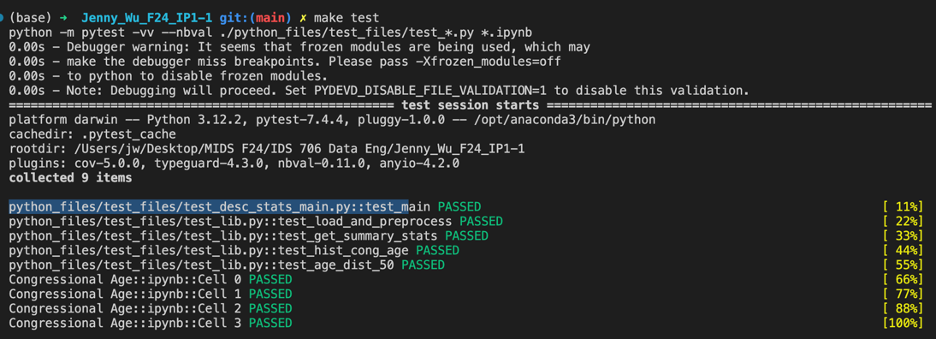 (base) ➜ Jenny_Wu_F24_IP1-1 git:(main) ✗ make test
python -m pytest -vv --nbval ./python_files/test_files/test_*.py *.ipynb
0.00s - Debugger warning: It seems that frozen modules are being used, which may
0.00s - make the debugger miss breakpoints. Please pass -Xfrozen_modules=off
0.00s - to python to disable frozen modules.
0.00s - Note: Debugging will proceed. Set PYDEVD_DISABLE_FILE_VALIDATION=1 to disable this validation.
===================================================== test session starts =====================================================
platform darwin -- Python 3.12.2, pytest-7.4.4, pluggy-1.0.0 -- /opt/anaconda3/bin/python
cachedir: .pytest_cache
rootdir: /Users/jw/Desktop/MIDS F24/IDS 706 Data Eng/Jenny_Wu_F24_IP1-1
plugins: cov-5.0.0, typeguard-4.3.0, nbval-0.11.0, anyio-4.2.0
collected 9 items
python_files/test_files/test_desc_stats_main.py::test_main PASSED [ 11%]
python_files/test_files/test_lib.py::test_load_and_preprocess PASSED [ 22%]
python_files/test_files/test_lib.py::test_get_summary_stats PASSED [ 33%]
python_files/test_files/test_lib.py::test_hist_cong_age PASSED [ 44%]
python_files/test_files/test_lib.py::test_age_dist_50 PASSED [ 55%]
Congressional Age::ipynb::Cell 0 PASSED [ 66%]
Congressional Age::ipynb::Cell 1 PASSED [ 77%]
Congressional Age::ipynb::Cell 2 PASSED [ 88%]
Congressional Age::ipynb::Cell 3 PASSED [100%]